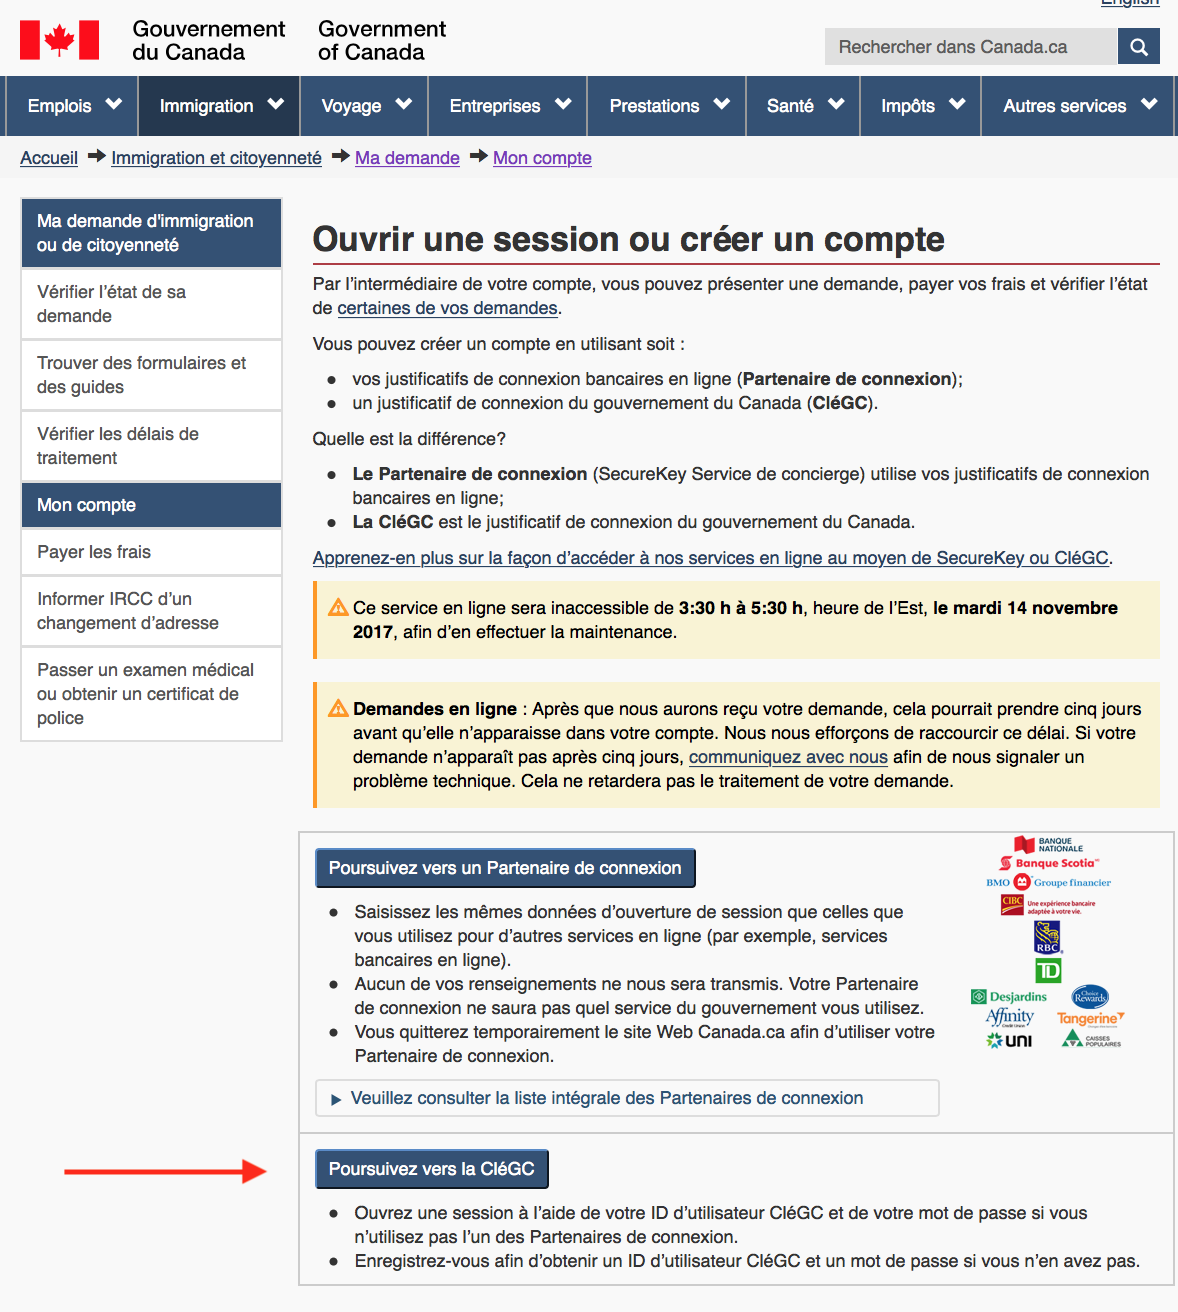 English
Gouvernement
du Canada
Government
of Canada
Rechercher dans Canada.ca
Emplois
Immigration
Voyage
Entreprises
Prestations
Santé
Impôts
Autres services
Accueil
Immigration et citoyenneté
Ma demande
Mon compte
Ma demande d'immigration
ou de citoyenneté
Vérifier l'état de sa
demande
Trouver des formulaires et
des guides
Vérifier les délais de
traitement
Mon compte
Payer les frais
Informer IRCC d'un
changement d'adresse
Passer un examen médical
ou obtenir un certificat de
police
Ouvrir une session ou créer un compte
Par l'intermédiaire de votre compte, vous pouvez présenter une demande, payer vos frais et vérifier l'état
de certaines de vos demandes.
Vous pouvez créer un compte en utilisant soit :
vos justificatifs de connexion bancaires en ligne (Partenaire de connexion);
un justificatif de connexion du gouvernement du Canada (CléGC).
Quelle est la différence?
Le Partenaire de connexion (SecureKey Service de concierge) utilise vos justificatifs de connexion
bancaires en ligne;
La CléGC est le justificatif de connexion du gouvernement du Canada.
Apprenez-en plus sur la façon d'accéder à nos services en ligne au moyen de SecureKey ou CléGC.
Ce service en ligne sera inaccessible de 3:30 h à 5:30 h, heure de l'Est, le mardi 14 novembre
2017, afin d'en effectuer la maintenance.
Demandes en ligne : Après que nous aurons reçu votre demande, cela pourrait prendre cinq jours
avant qu'elle n'apparaisse dans votre compte. Nous nous efforçons de raccourcir ce délai. Si votre
demande n'apparaît pas après cinq jours, communiquez avec nous afin de nous signaler un
problème technique. Cela ne retardera pas le traitement de votre demande.
Poursuivez vers un Partenaire de connexion
Saisissez les mêmes données d'ouverture de session que celles que
vous utilisez pour d'autres services en ligne (par exemple, services
bancaires en ligne).
Aucun de vos renseignements ne nous sera transmis. Votre Partenaire
de connexion ne saura pas quel service du gouvernement vous utilisez.
Vous quitterez temporairement le site Web Canada.ca afin d'utiliser votre
Partenaire de connexion.
Veuillez consulter la liste intégrale des Partenaires de connexion
BANQUE
NATIONALE
Banque Scotia
BMO Groupe financier
CIBC Une expérience bancaire
adaptée à votre vie.
RBC
TD
Desjardins
Choice
Rewards
Affinity
Credit Union
Tangerine
UNI
CAISSES
POPULAIRES
Poursuivez vers la CléGC
Ouvrez une session à l'aide de votre ID d'utilisateur CléGC et de votre mot de passe si vous
n'utilisez pas l'un des Partenaires de connexion.
Enregistrez-vous afin d'obtenir un ID d'utilisateur CléGC et un mot de passe si vous n'en avez pas.